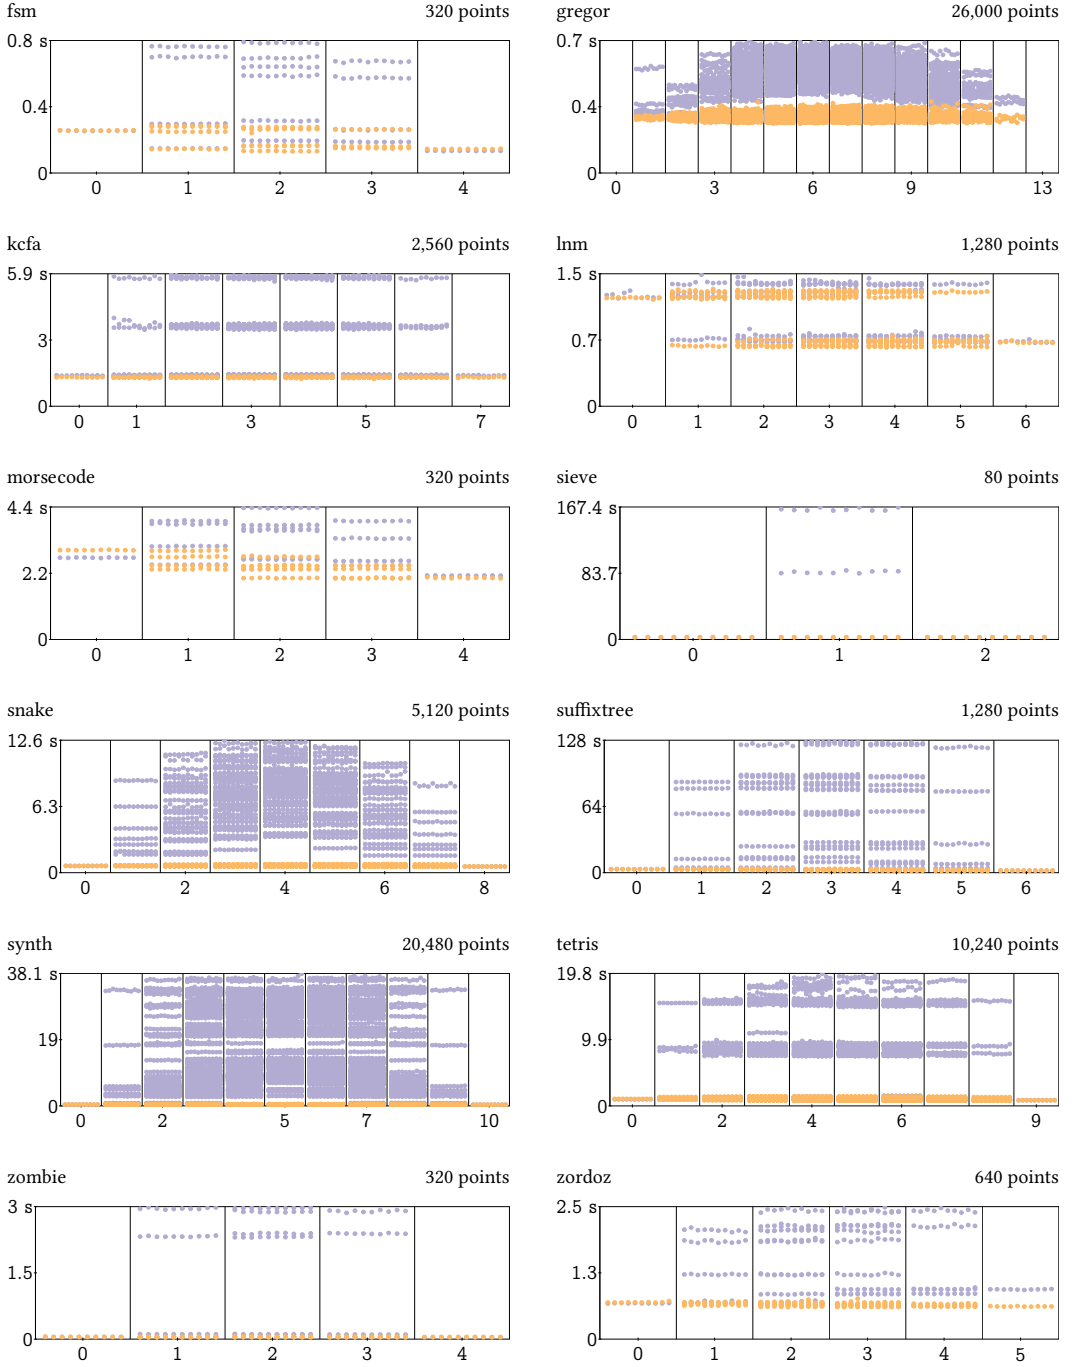 fsm 320 points
0.8 s
0.4
0
0 1 2 3 4
gregor 26,000 points
0.7 s
0.4
0
0 3 6 9 13
kcfa 2,560 points
5.9 s
3
0
0 1 3 5 7
lnm 1,280 points
1.5 s
0.7
0
0 1 2 3 4 5 6
morsecode 320 points
4.4 s
2.2
0
0 1 2 3 4
sieve 80 points
167.4 s
83.7
0
0 1 2
snake 5,120 points
12.6 s
6.3
0
0 2 4 6 8
suffixtree 1,280 points
128 s
64
0
0 1 2 3 4 5 6
synth 20,480 points
38.1 s
19
0
0 2 5 7 10
tetris 10,240 points
19.8 s
9.9
0
0 2 4 6 9
zombie 320 points
3 s
1.5
0
0 1 2 3 4
zordoz 640 points
2.5 s
1.3
0
0 1 2 3 4 5